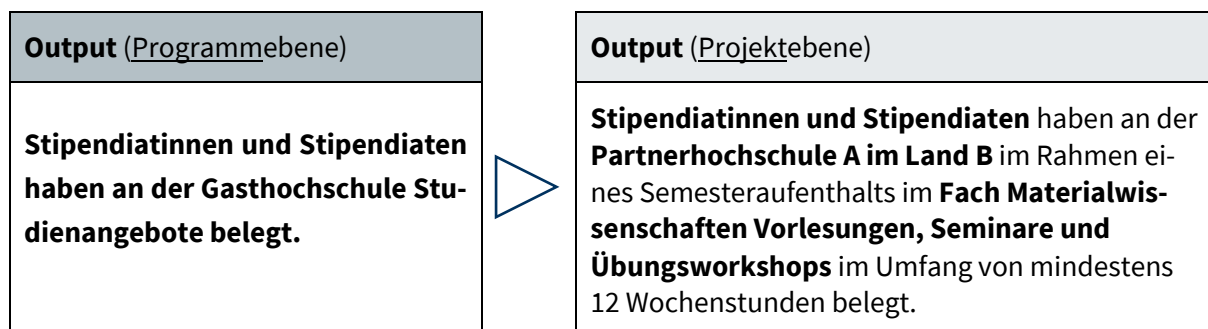 Output (Programmebene)
Stipendiatinnen und Stipendiaten
haben an der Gasthochschule Stu-
dienangebote belegt.
Output (Projektebene)
Stipendiatinnen und Stipendiaten haben an der
Partnerhochschule A im Land B im Rahmen ei-
nes Semesteraufenthalts im Fach Materialwis-
senschaften Vorlesungen, Seminare und
Übungsworkshops im Umfang von mindestens
12 Wochenstunden belegt.